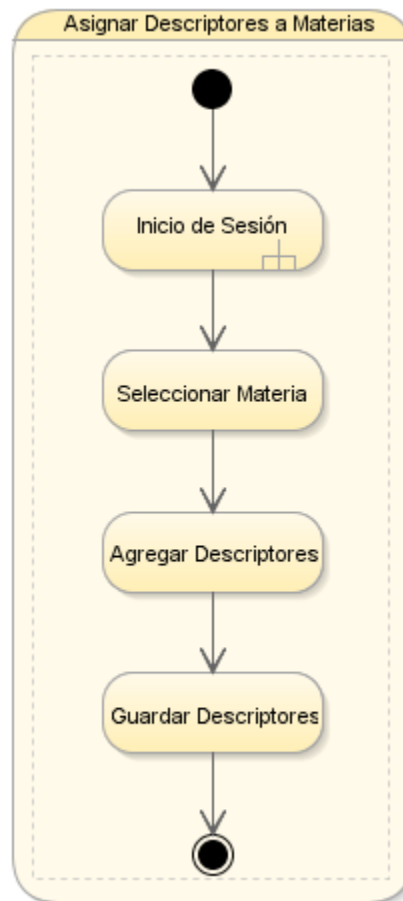 Asignar Descriptores a Materias
Inicio de Sesión
Seleccionar Materia
Agregar Descriptores
Guardar Descriptores